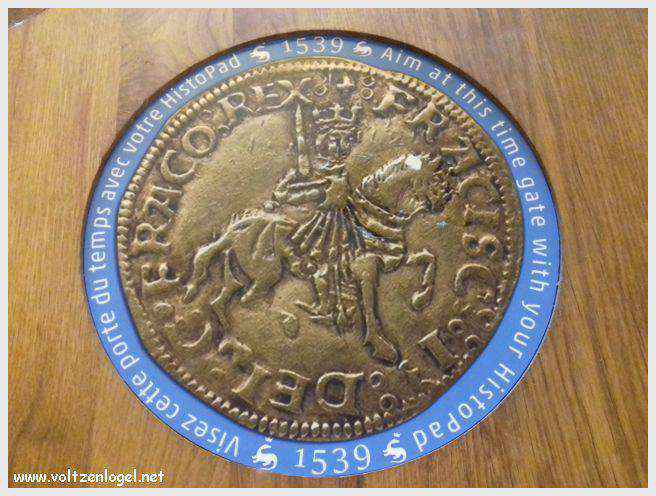 1539
Aim at this time gate with your HistoPad
1539
Visez cette porte du temps avec votre HistoPad
FRACISC : I :
DEI . G . FRACO . REX
www.voltzenlogel.net